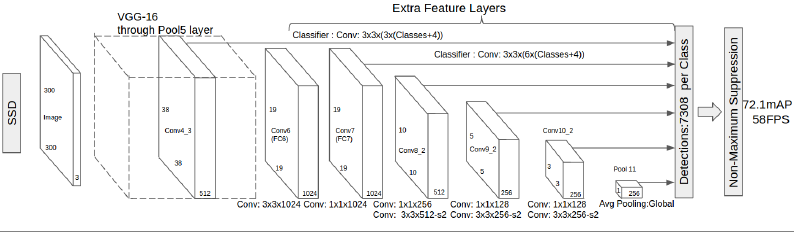 Extra Feature Layers
VGG-16
through Pool5 layer
Classifier : Conv: 3x3x(3x(Classes+4))
Classifier : Conv: 3x3x(6x(Classes+4))
SSD
300
Image
300
3
38
Conv4_3
38
512
19
Conv6
(FC6)
19
1024
19
Conv7
(FC7)
19
1024
10
Conv8_2
10
512
5
Conv9_2
5
256
Conv10_2
3
3
256
Pool 11
1
256
Conv: 3x3x1024
Conv: 1x1x1024
Conv: 1x1x256
Conv: 3x3x512-s2
Conv: 1x1x128
Conv: 3x3x256-s2
Conv: 1x1x128
Conv: 3x3x256-s2
Avg Pooling:Global
Detections:7308 per Class
Non-Maximum Suppression
72.1mAP
58FPS